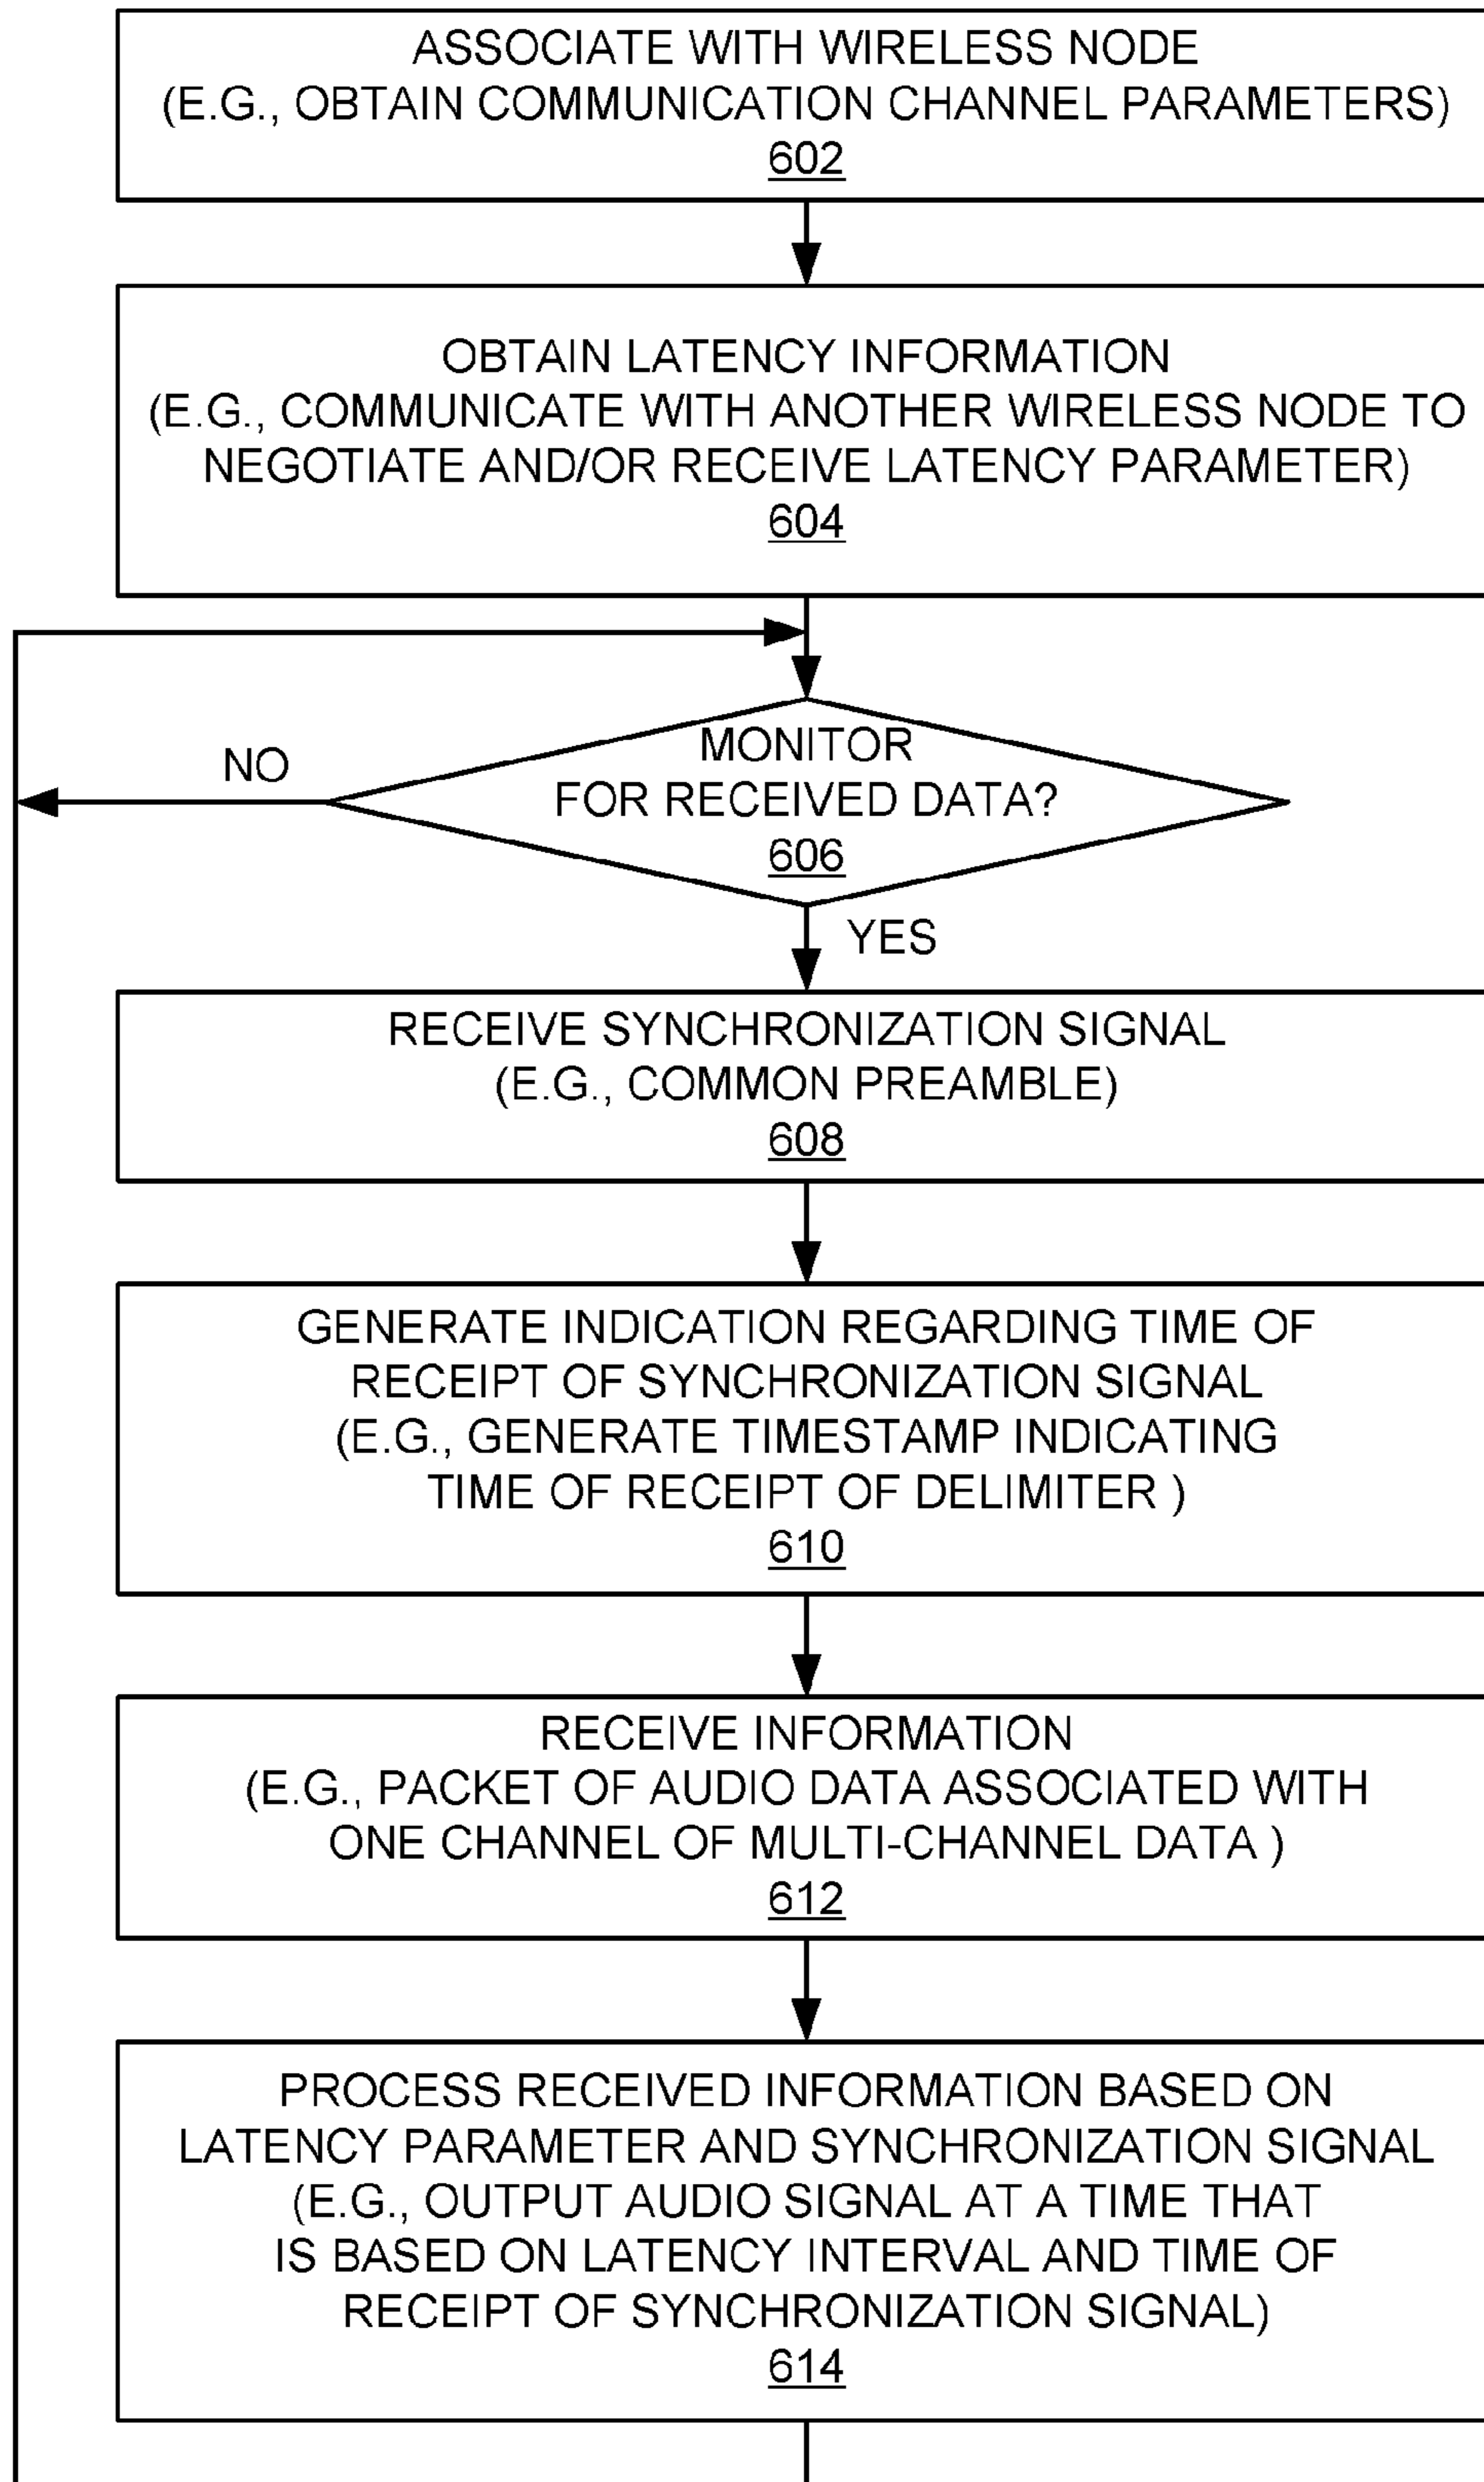 ASSOCIATE WITH WIRELESS NODE
(E.G., OBTAIN COMMUNICATION CHANNEL PARAMETERS)
602
OBTAIN LATENCY INFORMATION
(E.G., COMMUNICATE WITH ANOTHER WIRELESS NODE TO
NEGOTIATE AND/OR RECEIVE LATENCY PARAMETER)
604
NO
MONITOR
FOR RECEIVED DATA?
606
YES
RECEIVE SYNCHRONIZATION SIGNAL
(E.G., COMMON PREAMBLE)
608
GENERATE INDICATION REGARDING TIME OF
RECEIPT OF SYNCHRONIZATION SIGNAL
(E.G., GENERATE TIMESTAMP INDICATING
TIME OF RECEIPT OF DELIMITER )
610
RECEIVE INFORMATION
(E.G., PACKET OF AUDIO DATA ASSOCIATED WITH
ONE CHANNEL OF MULTI-CHANNEL DATA )
612
PROCESS RECEIVED INFORMATION BASED ON
LATENCY PARAMETER AND SYNCHRONIZATION SIGNAL
(E.G., OUTPUT AUDIO SIGNAL AT A TIME THAT
IS BASED ON LATENCY INTERVAL AND TIME OF
RECEIPT OF SYNCHRONIZATION SIGNAL)
614